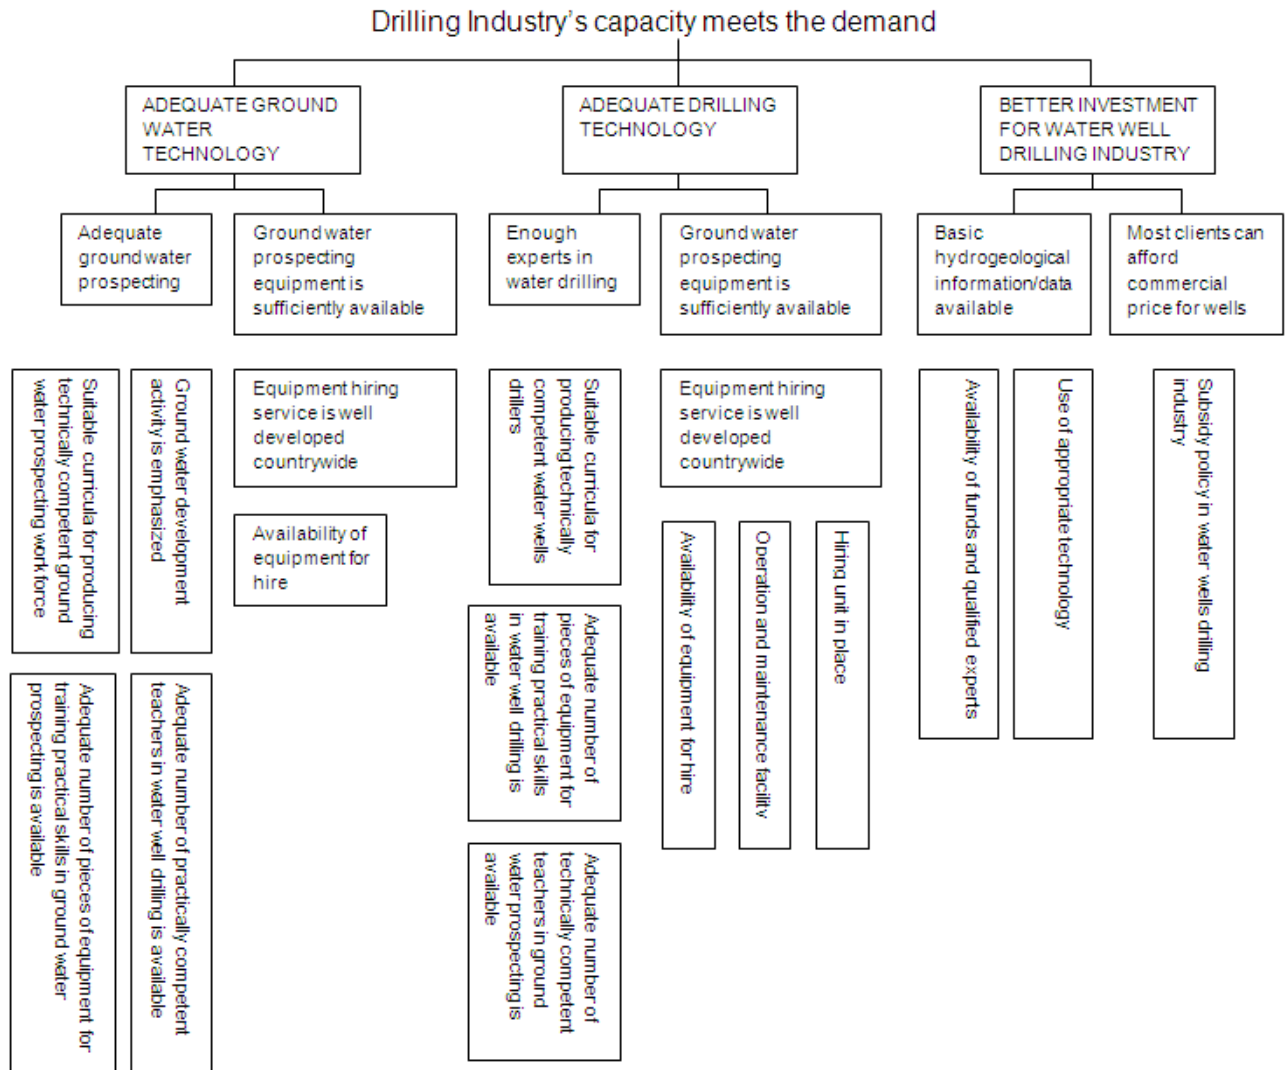 Drilling Industry's capacity meets the demand
ADEQUATE GROUND
WATER
TECHNOLOGY
ADEQUATE DRILLING
TECHNOLOGY
BETTER INVESTMENT
FOR WATER WELL
DRILLING INDUSTRY
Adequate
ground water
prospecting
Ground water
prospecting
equipment is
sufficiently available
Enough
experts in
water drilling
Ground water
prospecting
equipment is
sufficiently available
Basic
hydrogeological
information/data
available
Most clients can
afford
commercial
price for wells
Suitable curricula for producing
technically competent ground
water prospecting work force
Ground water development
activity is emphasized
Equipment hiring
service is well
developed
countrywide
Suitable curricula for
producing technically
competent water wells
drillers
Equipment hiring
service is well
developed
countrywide
Availability of funds and qualified experts
Use of appropriate technology
Subsidy policy in water wells drilling
industry
Availability of
equipment for
hire
Availability of equipment for hire
Operation and maintenance facility
Hiring unit in place
Adequate number of
pieces of equipment for
training practical skills
in water well drilling is
available
Adequate number of pieces of equipment for
training practical skills in ground water
prospecting is available
Adequate number of practically competent
teachers in water well drilling is available
Adequate number of
technically competent
teachers in ground
water prospecting is
available